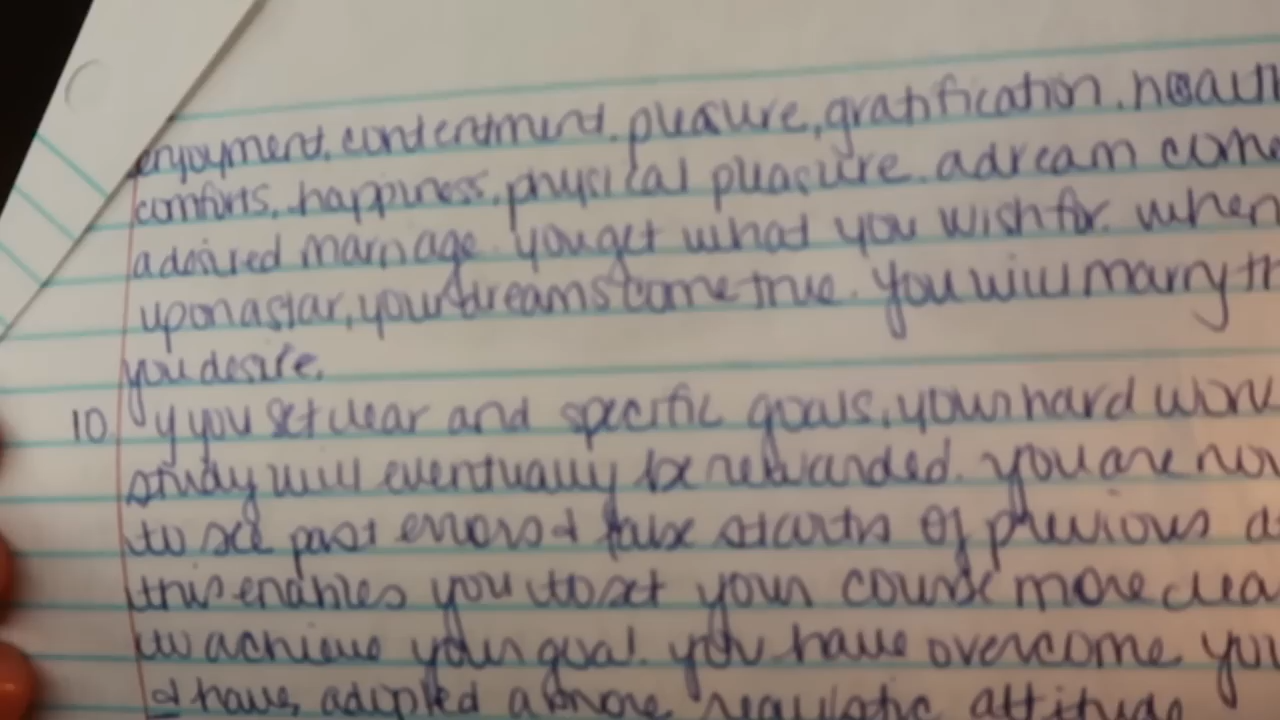 enjoyment, contentment, pleasure, gratification, health
comforts, happiness, physical pleasure. a dream come
a desired marriage. you get what you wish for. when
upon a star, your dreams come true. You will marry th
you desire.
10 If you set clear and specific goals, your hard work
study will eventually be rewarded. you are now
to see past errors & false starts of previous a
this enables you to set your course more clea
to achieve your goal. you have overcome you
& have adopted a more realistic attitude